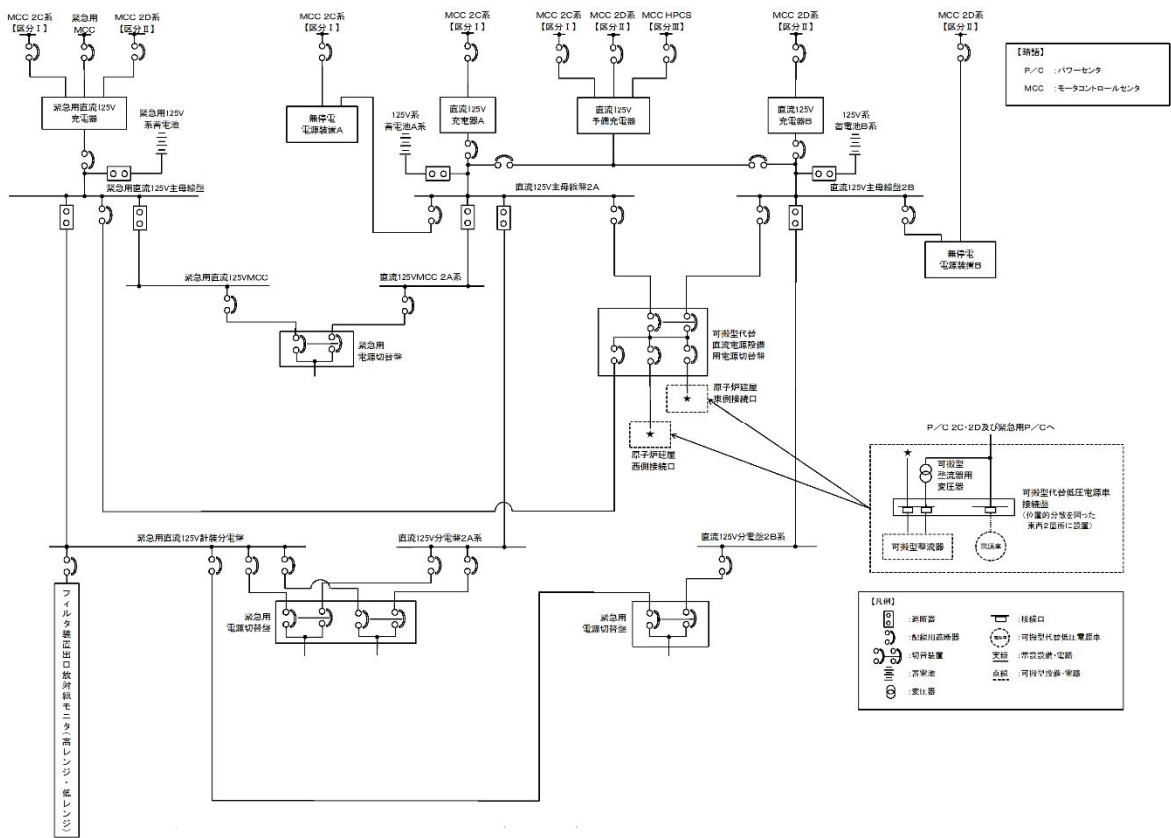 MCC 2C系
【区分Ⅰ】
緊急用
MCC
MCC 2D系
【区分Ⅱ】
MCC 2C系
【区分Ⅰ】
MCC 2C系
【区分Ⅰ】
MCC 2C系
【区分Ⅰ】
MCC 2D系
【区分Ⅱ】
MCC HPCS
【区分Ⅲ】
MCC 2D系
【区分Ⅱ】
MCC 2D系
【区分Ⅱ】
【略語】
P/C ：パワーセンタ
MCC ：モータコントロールセンタ
緊急用直流125V
充電器
緊急用125V
系蓄電池
無停電
電源装置A
125V系
蓄電池A系
直流125V
充電器A
直流125V
予備充電器
直流125V
充電器B
125V系
蓄電池B系
緊急用直流125V主母線盤
直流125V主母線盤2A
直流125V主母線盤2B
無停電
電源装置B
緊急用直流125VMCC
直流125VMCC 2A系
緊急用
電源切替盤
可搬型代替
直流電源設備
用電源切替盤
原子炉建屋
東側接続口
★
★
原子炉建屋
西側接続口
P/C 2C・2D及び緊急用P/Cへ
★
可搬型
整流器用
変圧器
可搬型代替低圧電源車
接続盤
(位置的分散を図った
東西2箇所に設置)
可搬型整流器
電源車
緊急用直流125V計装分電盤
直流125V分電盤2A系
直流125V分電盤2B系
緊急用
電源切替盤
緊急用
電源切替盤
フィルタ装置出口放射線モニタ(高レンジ・低レンジ)
【凡例】
：遮断器
：配線用遮断器
：切替装置
：蓄電池
：変圧器
：接続口
電源車 ：可搬型代替低圧電源車
実線 ：常設設備・電路
点線 ：可搬型設備・電路